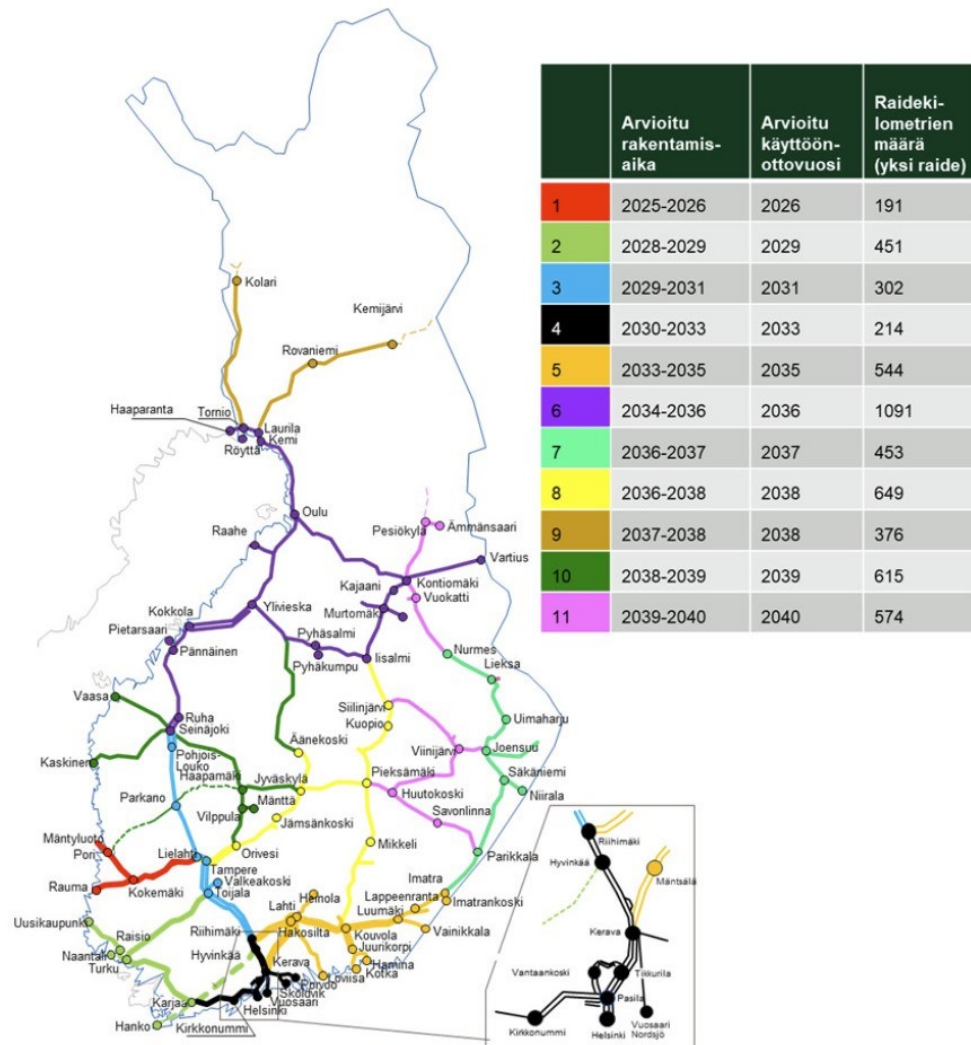 Arvioitu rakentamis- aika
Arvioitu käyttöön- ottovuosi
Raideki- lometrien määrä (yksi raide)
1 2025-2026 2026 191
2 2028-2029 2029 451
3 2029-2031 2031 302
4 2030-2033 2033 214
5 2033-2035 2035 544
6 2034-2036 2036 1091
7 2036-2037 2037 453
8 2036-2038 2038 649
9 2037-2038 2038 376
10 2038-2039 2039 615
11 2039-2040 2040 574
Kolari
Kemijärvi
Rovaniemi
Haaparanta
Tornio
Laurila
Kemi
Röyttä
Oulu
Raahe
Pesiökylä
Ämmänsaari
Vartius
Kajaani
Kontiomäki
Vuokatti
Ylivieska
Murtomäki
Kokkola
Pietarsaari
Pännäinen
Pyhäsalmi
Pyhäkumpu
Iisalmi
Nurmes
Lieksa
Vaasa
Ruha
Seinäjoki
Siilinjärvi
Kuopio
Uimaharju
Pohjois-
Louko
Äänekoski
Viinijärvi
Joensuu
Kaskinen
Haapamäki
Jyväskylä
Pieksämäki
Säkäniemi
Parkano
Mänttä
Huutokoski
Niirala
Vilppula
Jämsänkoski
Savonlinna
Mäntyluoto
Pori
Lielahti
Orivesi
Mikkeli
Parikkala
Tampere
Valkeakoski
Imatra
Rauma
Kokemäki
Toijala
Heinola
Lappeenranta
Imatrankoski
Lahti
Luumäki
Uusikaupunki
Riihimäki
Hakosilta
Kouvola
Vainikkala
Raisio
Hyvinkää
Juurikorpi
Naantali
Kerava
Hamina
Turku
Porvoo
Loviisa
Kotka
Sköldvik
Karjaa
Vuosaari
Helsinki
Hanko
Kirkkonummi
Riihimäki
Hyvinkää
Mäntsälä
Kerava
Vantaankoski
Tikkurila
Pasila
Kirkkonummi
Helsinki
Vuosaari
Nordsjö